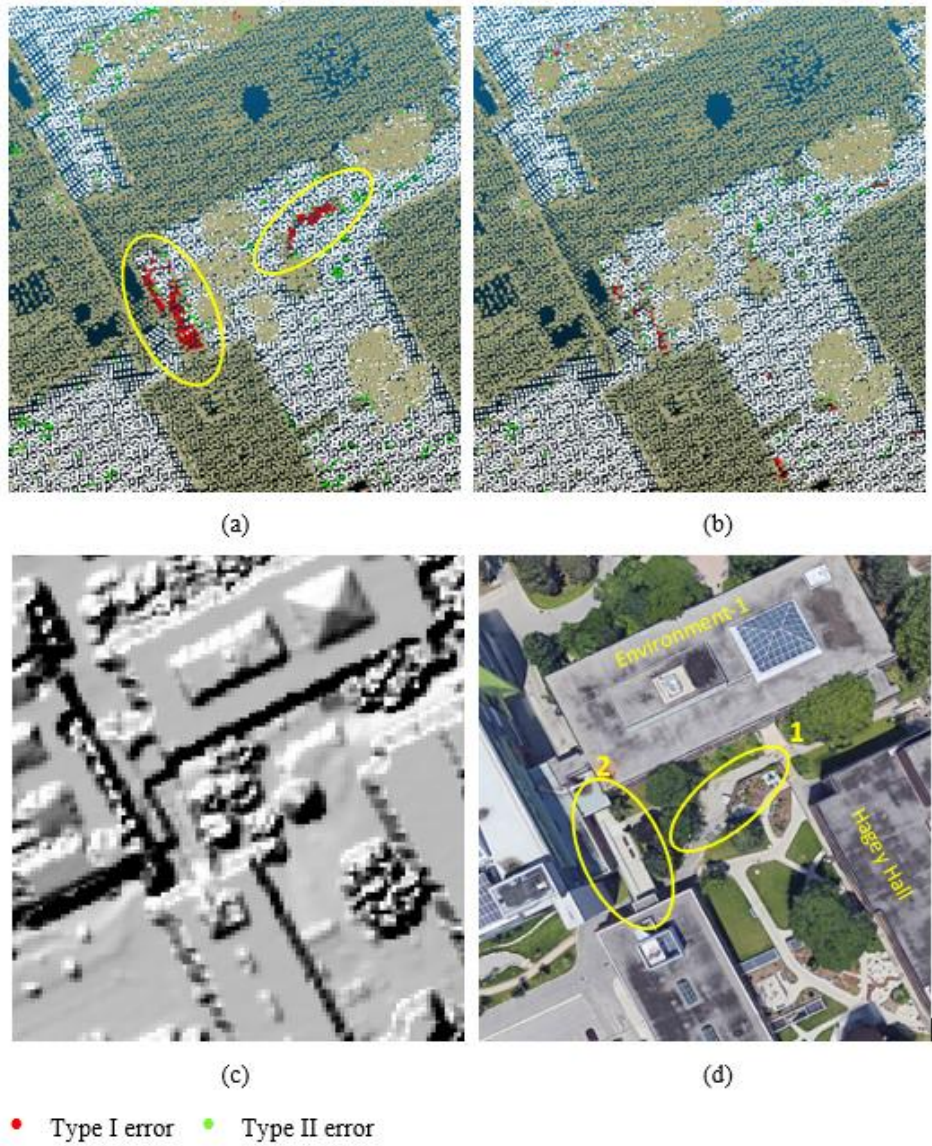 (a)
(b)
Environment-1
1
2
Hagey Hall
(c)
(d)
Type I error
Type II error